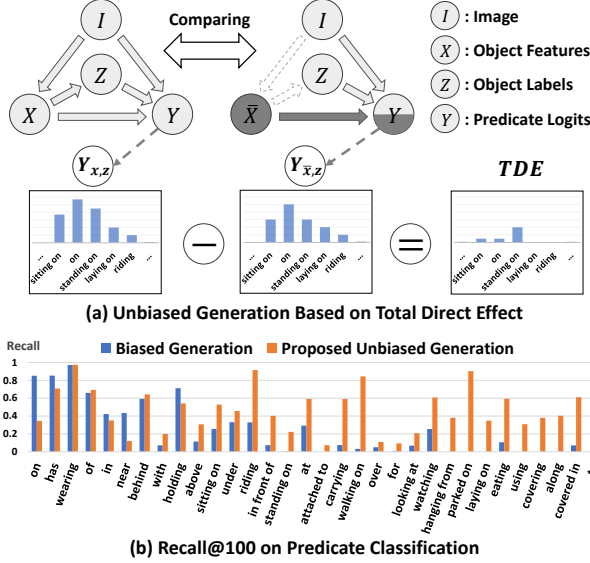 I
Comparing
I
I : Image
Z
Z
X : Object Features
X
Y
X̄
Y
Z : Object Labels
Y : Predicate Logits
Y x,z
Y x̄,z
TDE
... sitting on on standing on laying on riding ...
−
... sitting on on standing on laying on riding ...
=
... sitting on on standing on laying on riding ...
(a) Unbiased Generation Based on Total Direct Effect
Recall
Biased Generation Proposed Unbiased Generation
1
0.8
0.6
0.4
0.2
0
on has wearing of in near behind with holding above sitting on under riding in front of standing on at attached to carrying walking on over for looking at watching hanging from parked on laying on eating using covering along covered in
(b) Recall@100 on Predicate Classification